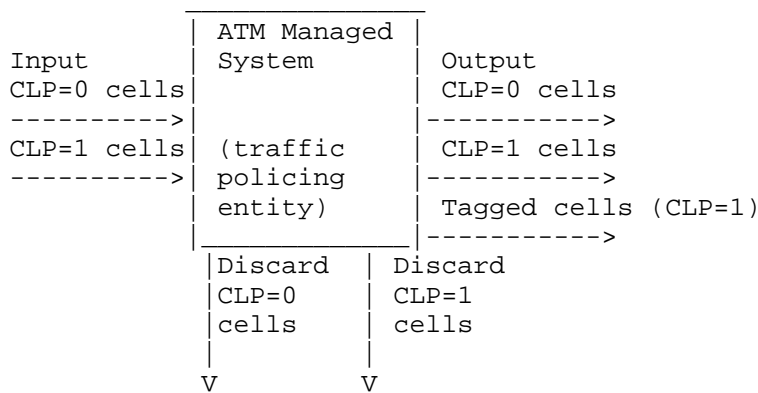 ATM Managed
Input System Output
CLP=0 cells CLP=0 cells
CLP=1 cells (traffic CLP=1 cells
policing
entity) Tagged cells (CLP=1)
Discard Discard
CLP=0 CLP=1
cells cells
V V